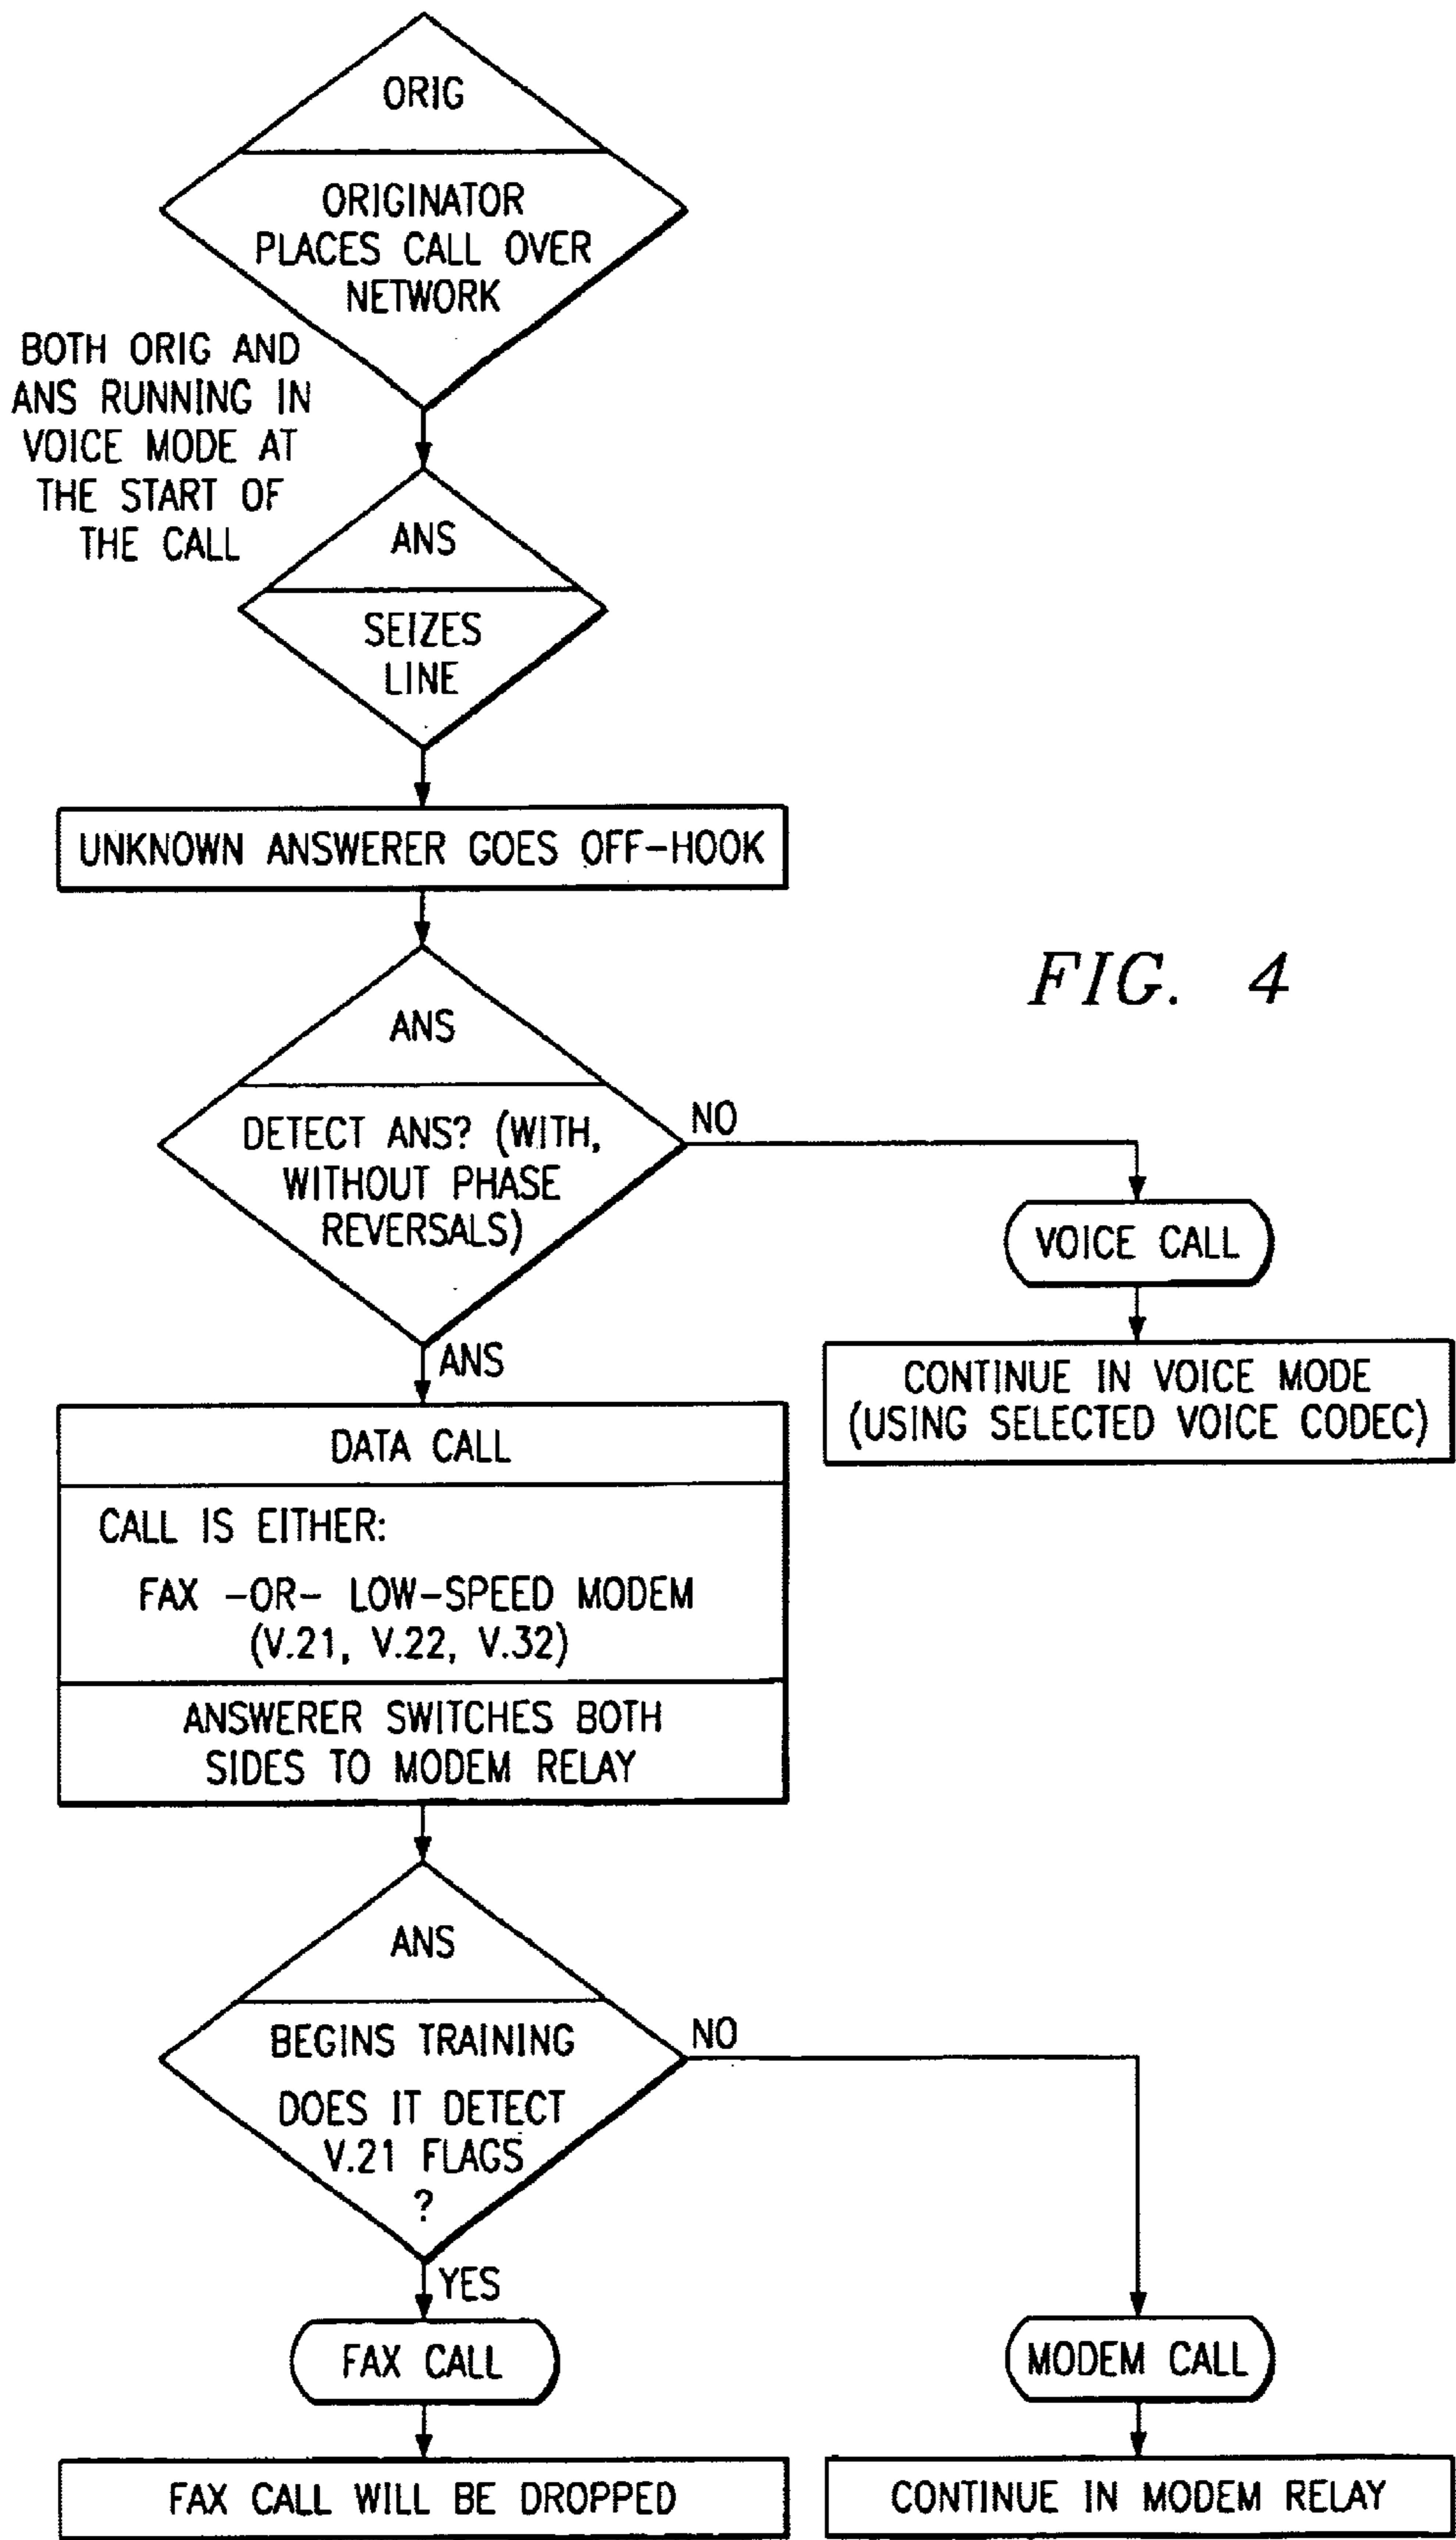 ORIG
ORIGINATOR
PLACES CALL OVER
NETWORK
BOTH ORIG AND
ANS RUNNING IN
VOICE MODE AT
THE START OF
THE CALL
ANS
SEIZES
LINE
UNKNOWN ANSWERER GOES OFF-HOOK
FIG. 4
ANS
DETECT ANS? (WITH,
WITHOUT PHASE
REVERSALS)
NO
VOICE CALL
CONTINUE IN VOICE MODE
(USING SELECTED VOICE CODEC)
ANS
DATA CALL
CALL IS EITHER:
FAX -OR- LOW-SPEED MODEM
(V.21, V.22, V.32)
ANSWERER SWITCHES BOTH
SIDES TO MODEM RELAY
ANS
BEGINS TRAINING
DOES IT DETECT
V.21 FLAGS
?
NO
YES
FAX CALL
MODEM CALL
FAX CALL WILL BE DROPPED
CONTINUE IN MODEM RELAY